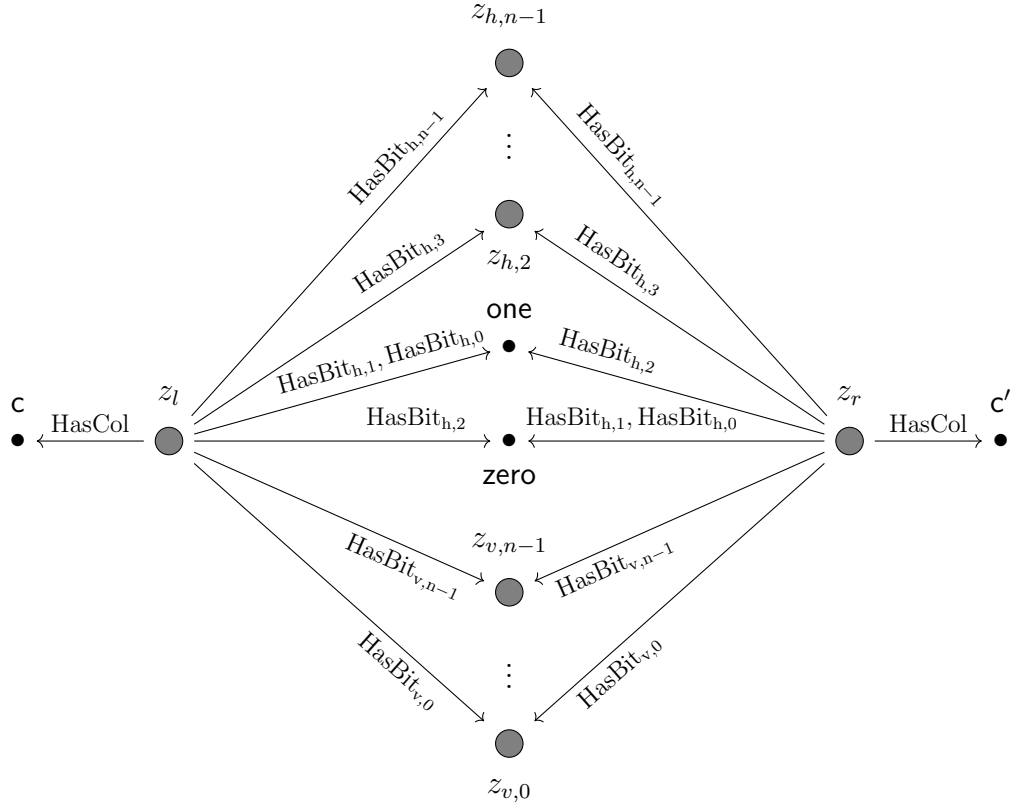 z_{h,n−1}
⋮
HasBit_{h,n−1} HasBit_{h,n−1}
z_{h,2}
HasBit_{h,3} HasBit_{h,3}
one
HasBit_{h,1}, HasBit_{h,0} HasBit_{h,2}
c z_l z_r c′
HasCol HasBit_{h,2} HasBit_{h,1}, HasBit_{h,0} HasCol
zero
z_{v,n−1}
HasBit_{v,n−1} HasBit_{v,n−1}
⋮
HasBit_{v,0} HasBit_{v,0}
z_{v,0}